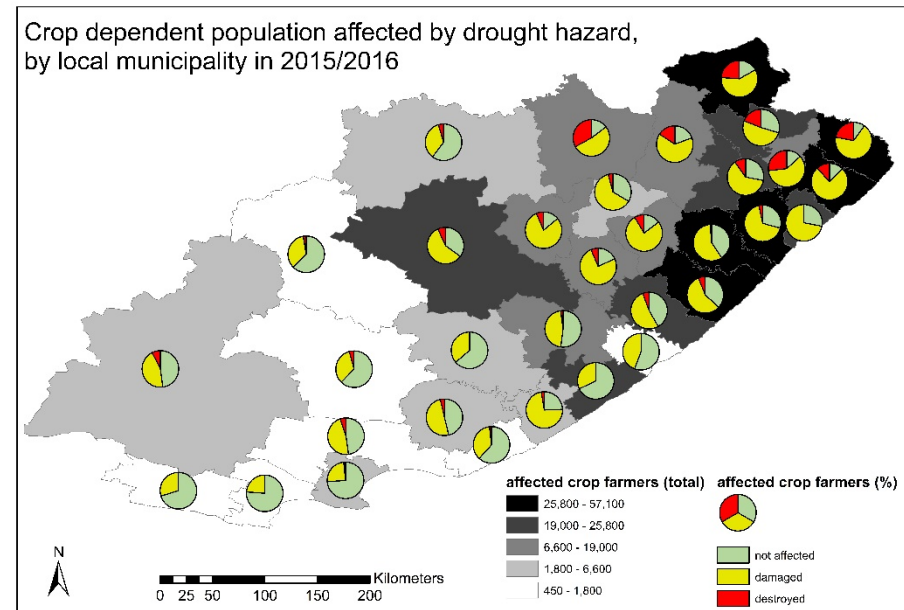 Crop dependent population affected by drought hazard,
by local municipality in 2015/2016
affected crop farmers (total)
25,800 - 57,100
19,000 - 25,800
6,600 - 19,000
1,800 - 6,600
450 - 1,800
affected crop farmers (%)
not affected
damaged
destroyed
N
Kilometers
0 25 50 100 150 200